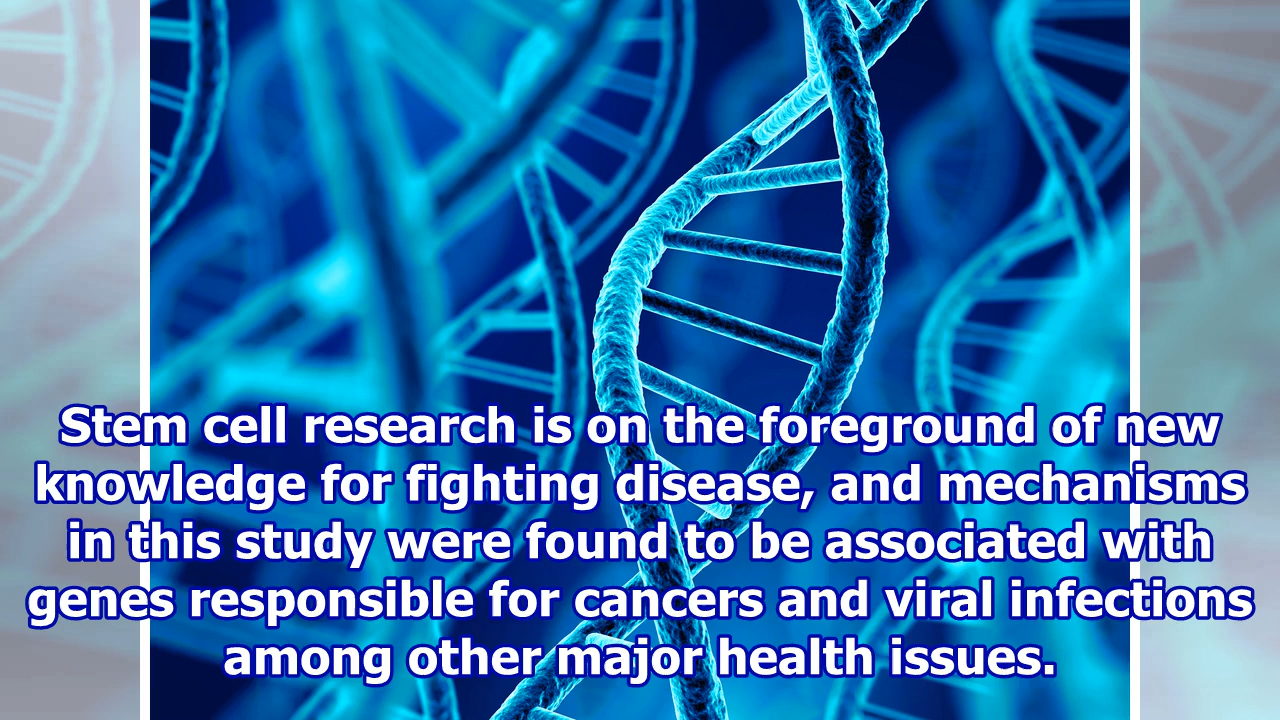 Stem cell research is on the foreground of new
knowledge for fighting disease, and mechanisms
in this study were found to be associated with
genes responsible for cancers and viral infections
among other major health issues.